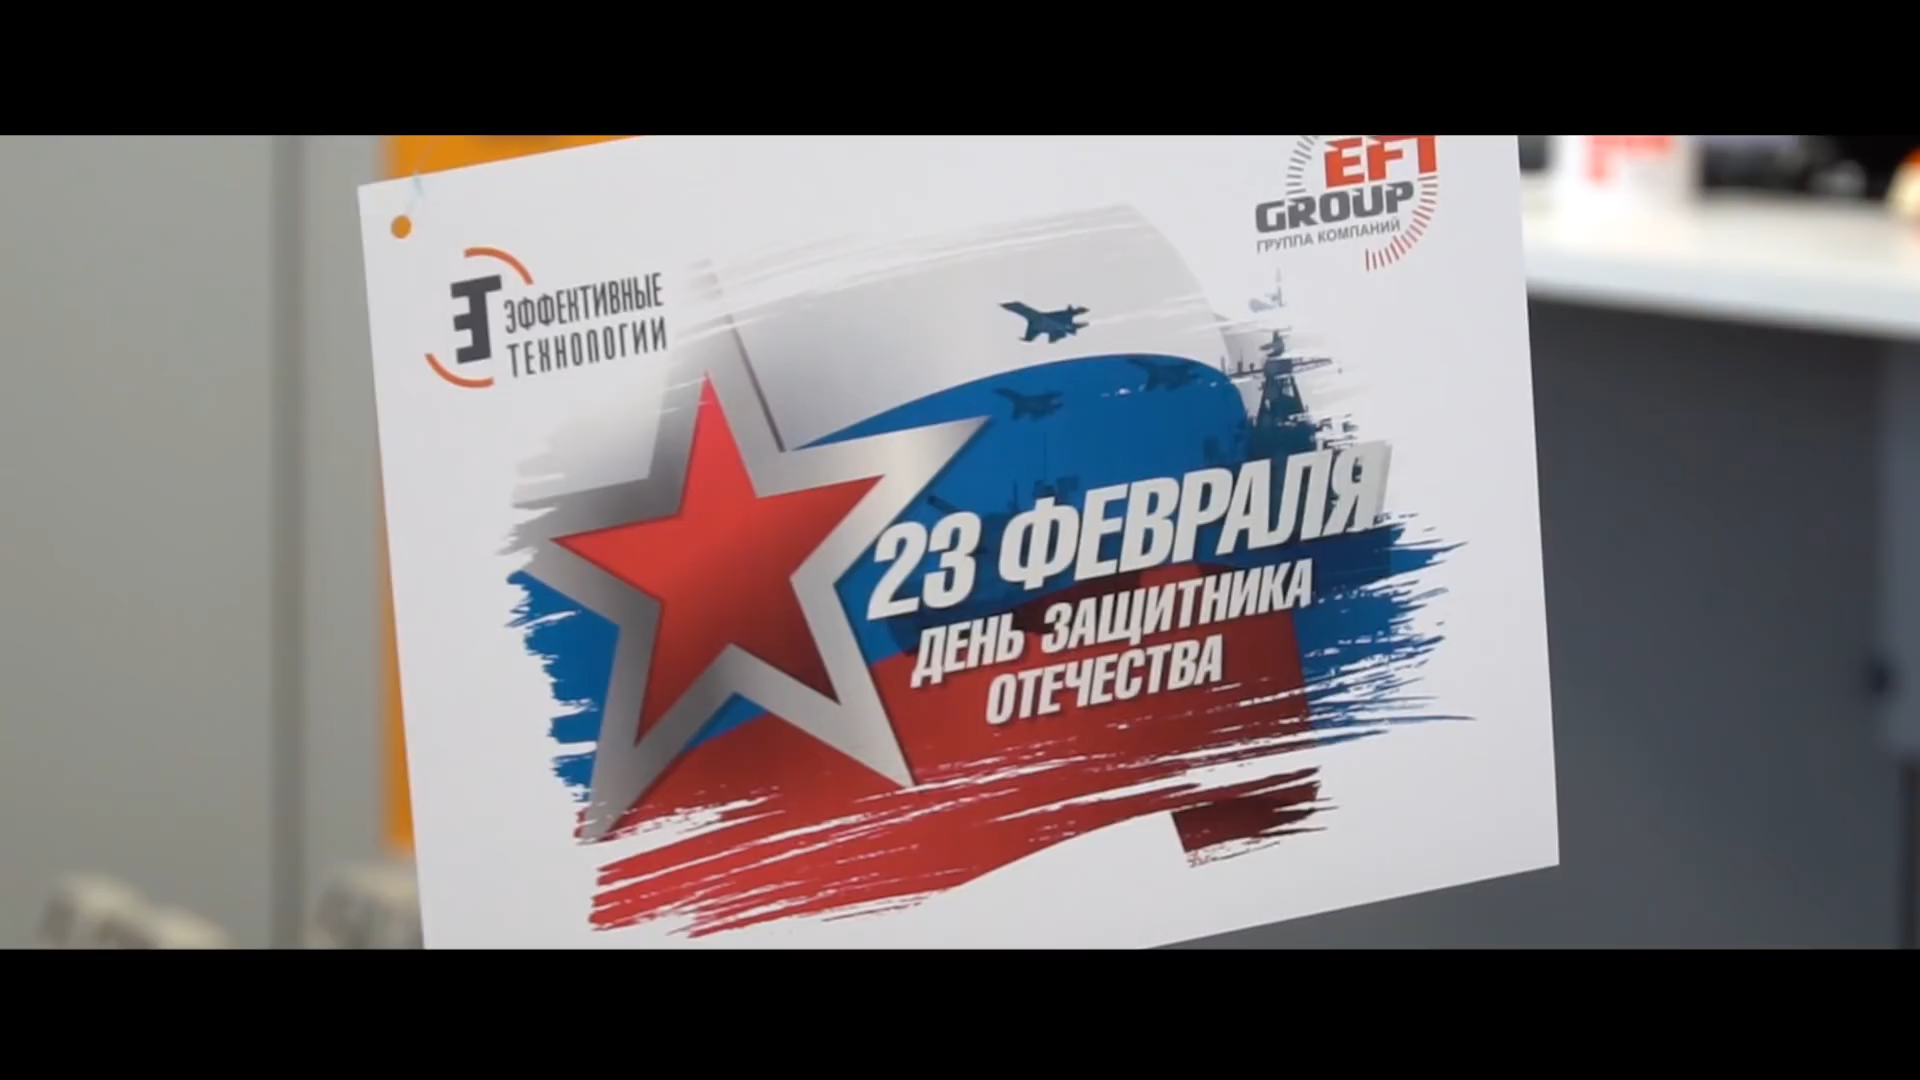 EFT
GROUP
ГРУППА КОМПАНИЙ
ЭФФЕКТИВНЫЕ
ТЕХНОЛОГИИ
23 ФЕВРАЛЯ
ДЕНЬ ЗАЩИТНИКА
ОТЕЧЕСТВА